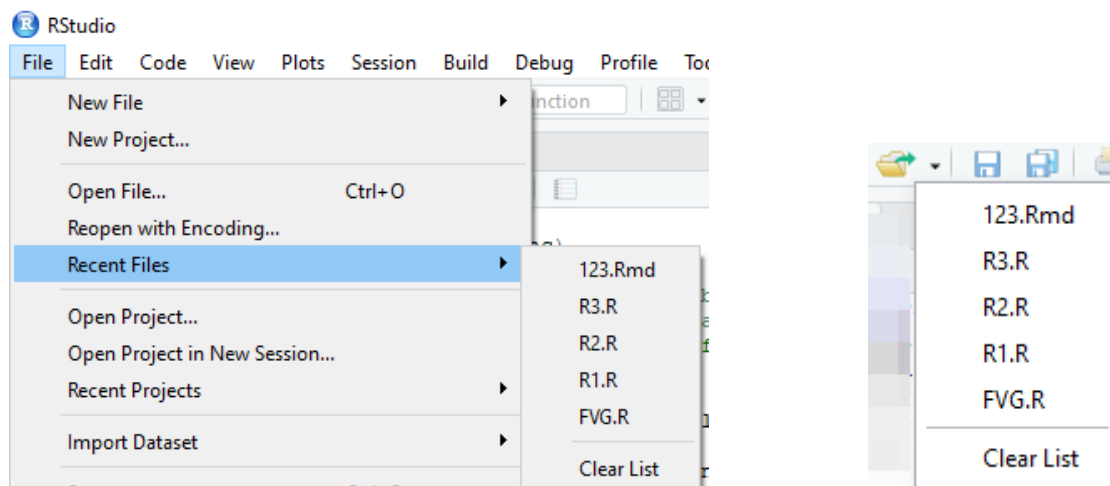 RStudio
File Edit Code View Plots Session Build Debug Profile
New File
New Project...
Open File... Ctrl+O
Reopen with Encoding...
Recent Files
Open Project...
Open Project in New Session...
Recent Projects
Import Dataset
123.Rmd
R3.R
R2.R
R1.R
FVG.R
Clear List
123.Rmd
R3.R
R2.R
R1.R
FVG.R
Clear List